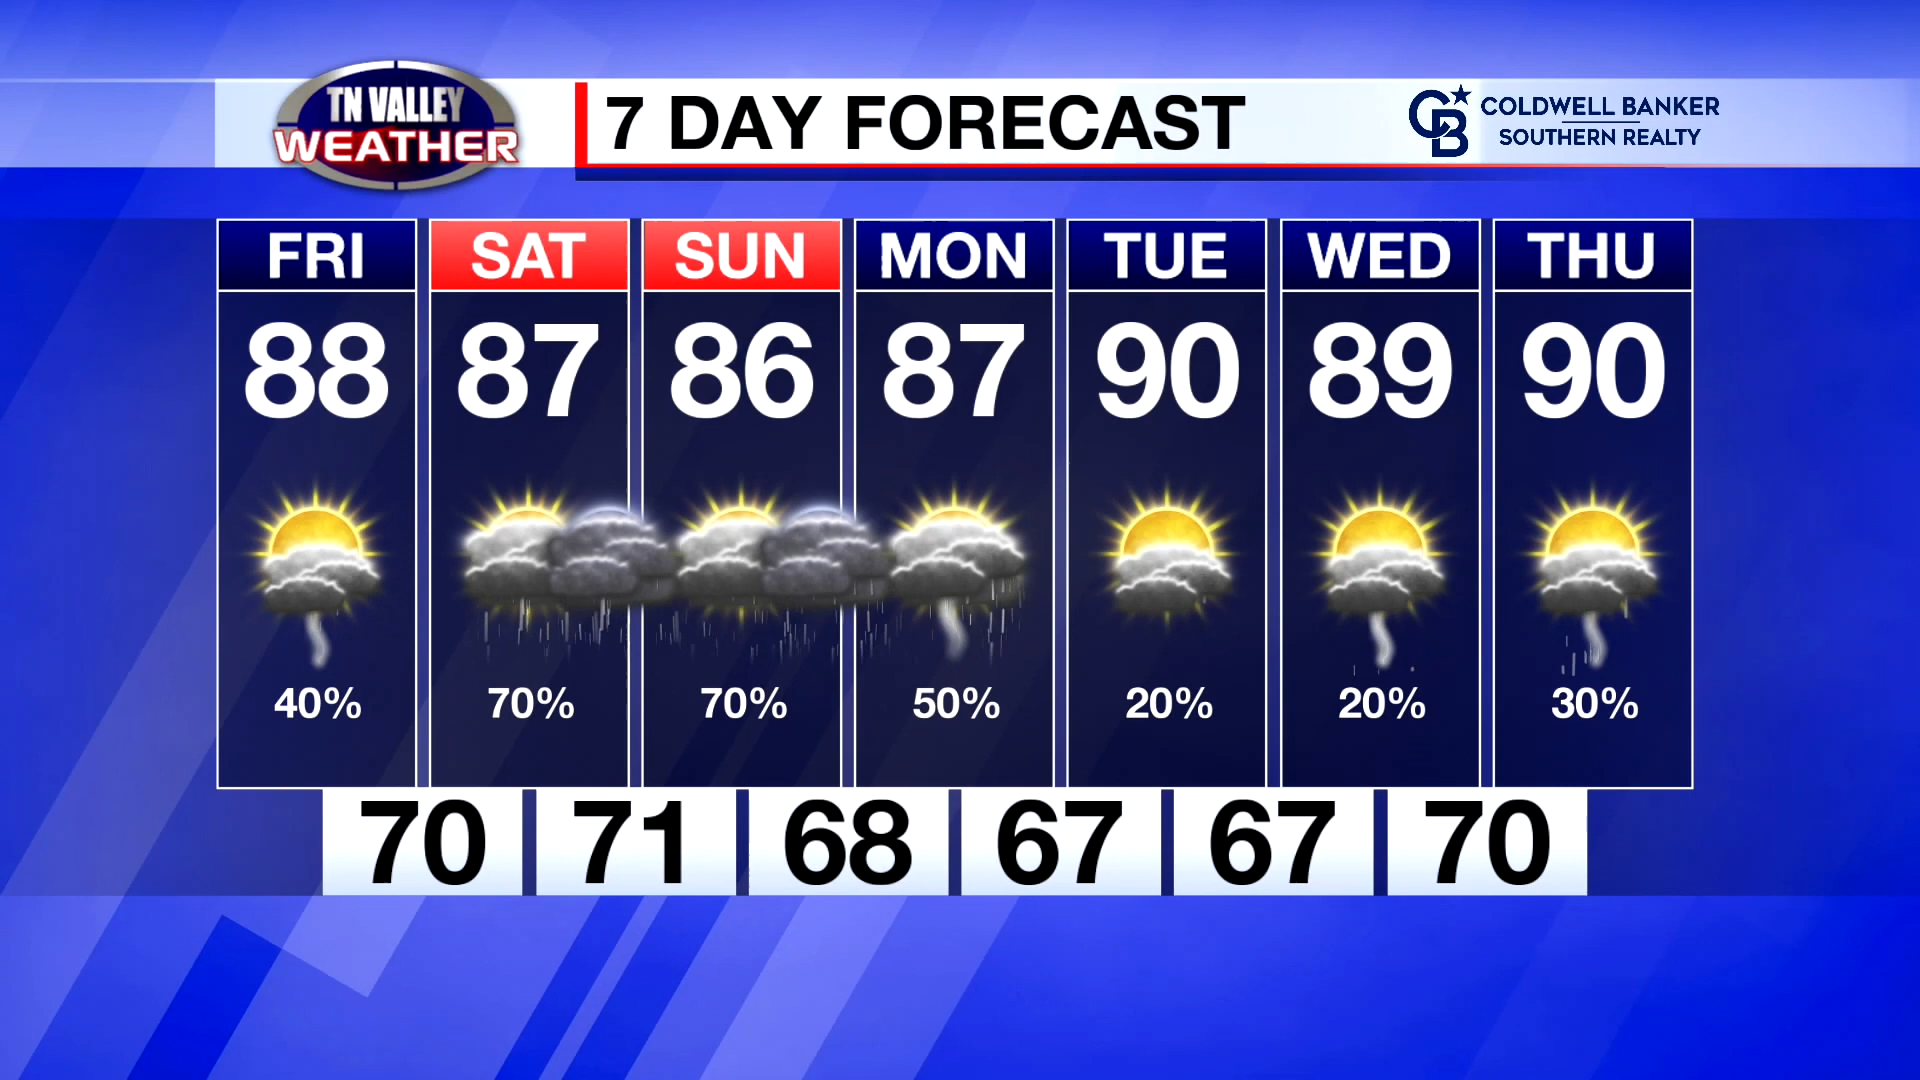 TN VALLEY
WEATHER
7 DAY FORECAST
COLDWELL BANKER
SOUTHERN REALTY
FRI SAT SUN MON TUE WED THU
88 87 86 87 90 89 90
40% 70% 70% 50% 20% 20% 30%
70 71 68 67 67 70